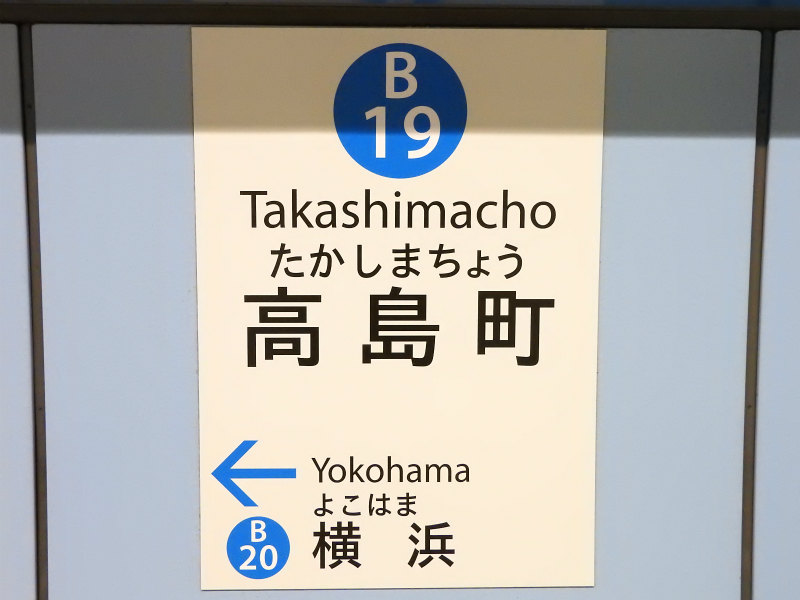 B
19
Takashimacho
たかしまちょう
高島町
Yokohama
よこはま
B
20
横浜